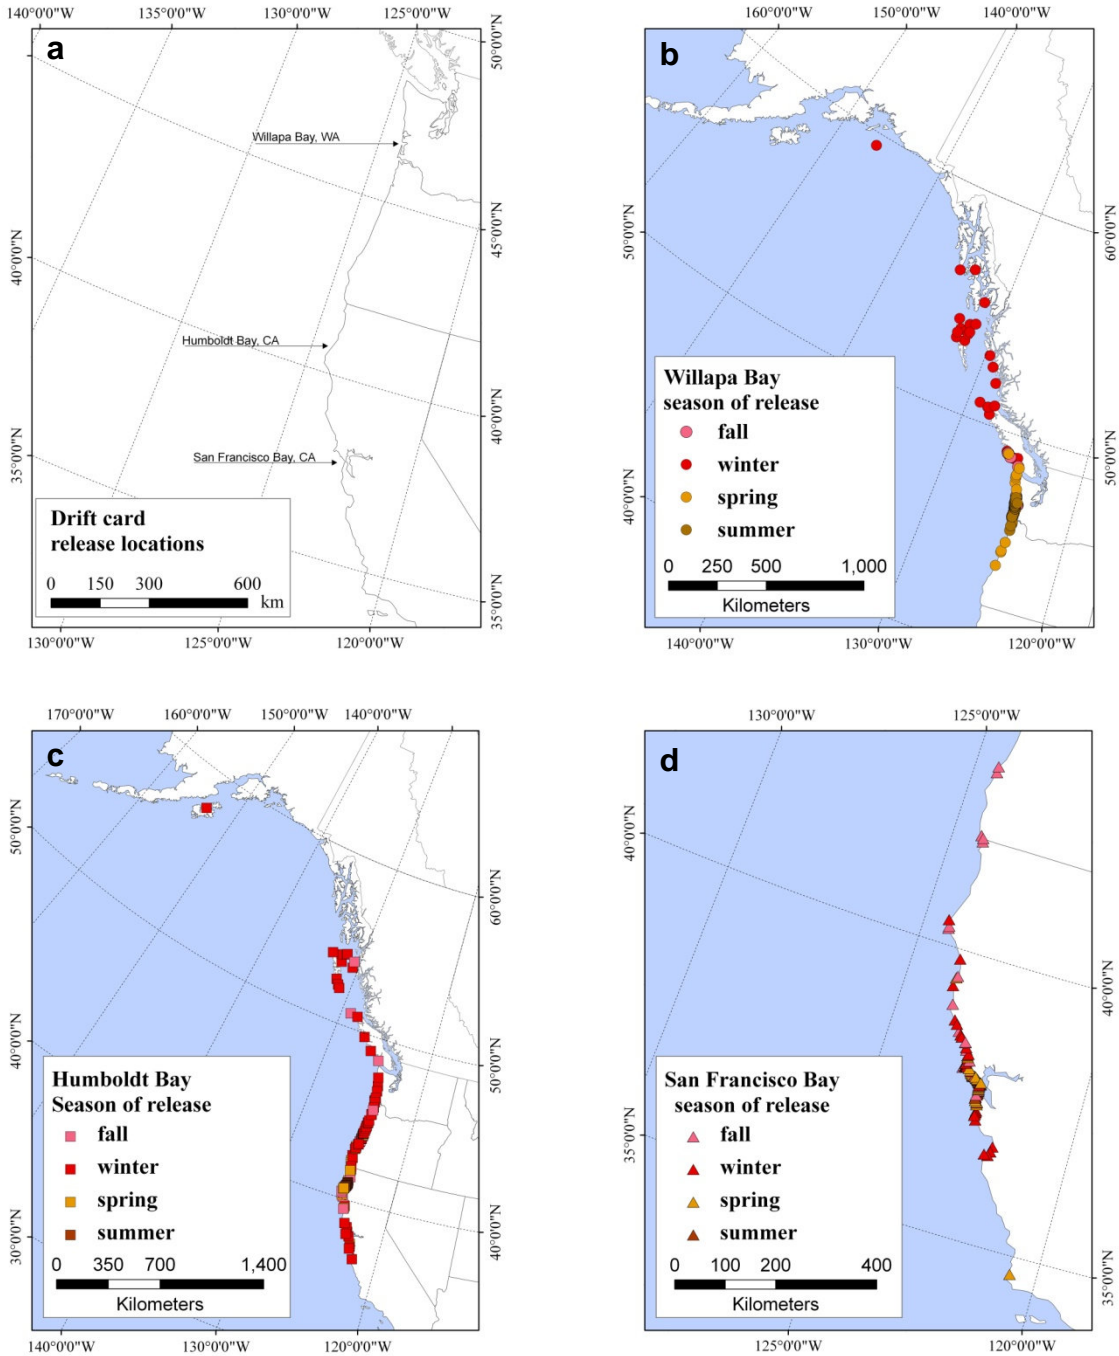 140°0'0"W 135°0'0"W 130°0'0"W 125°0'0"W
a
50°0'0"N
Willapa Bay, WA
45°0'0"N
40°0'0"N
Humboldt Bay, CA
40°0'0"N
San Francisco Bay, CA
35°0'0"N
Drift card
release locations
0 150 300 600
km
35°0'0"N
130°0'0"W 125°0'0"W 120°0'0"W
160°0'0"W 150°0'0"W 140°0'0"W
b
50°0'0"N
60°0'0"N
Willapa Bay
season of release
fall
winter
spring
summer
50°0'0"N
40°0'0"N
0 250 500 1,000
Kilometers
140°0'0"W 130°0'0"W 120°0'0"W
170°0'0"W 160°0'0"W 150°0'0"W 140°0'0"W
c
50°0'0"N
60°0'0"N
40°0'0"N
50°0'0"N
Humboldt Bay
Season of release
fall
winter
spring
summer
30°0'0"N
40°0'0"N
0 350 700 1,400
Kilometers
140°0'0"W 130°0'0"W 120°0'0"W
130°0'0"W 125°0'0"W
d
40°0'0"N
40°0'0"N
San Francisco Bay
season of release
fall
winter
spring
summer
35°0'0"N
35°0'0"N
0 100 200 400
Kilometers
125°0'0"W 120°0'0"W